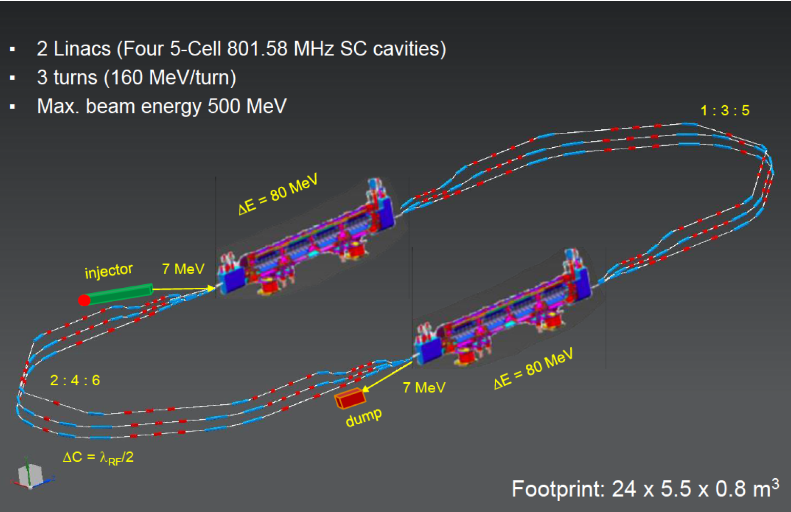 ▪ 2 Linacs (Four 5-Cell 801.58 MHz SC cavities)
▪ 3 turns (160 MeV/turn)
▪ Max. beam energy 500 MeV
1 : 3 : 5
ΔE = 80 MeV
injector
7 MeV
2 : 4 : 6
7 MeV
ΔE = 80 MeV
dump
ΔC = λRF/2
Footprint: 24 x 5.5 x 0.8 m³